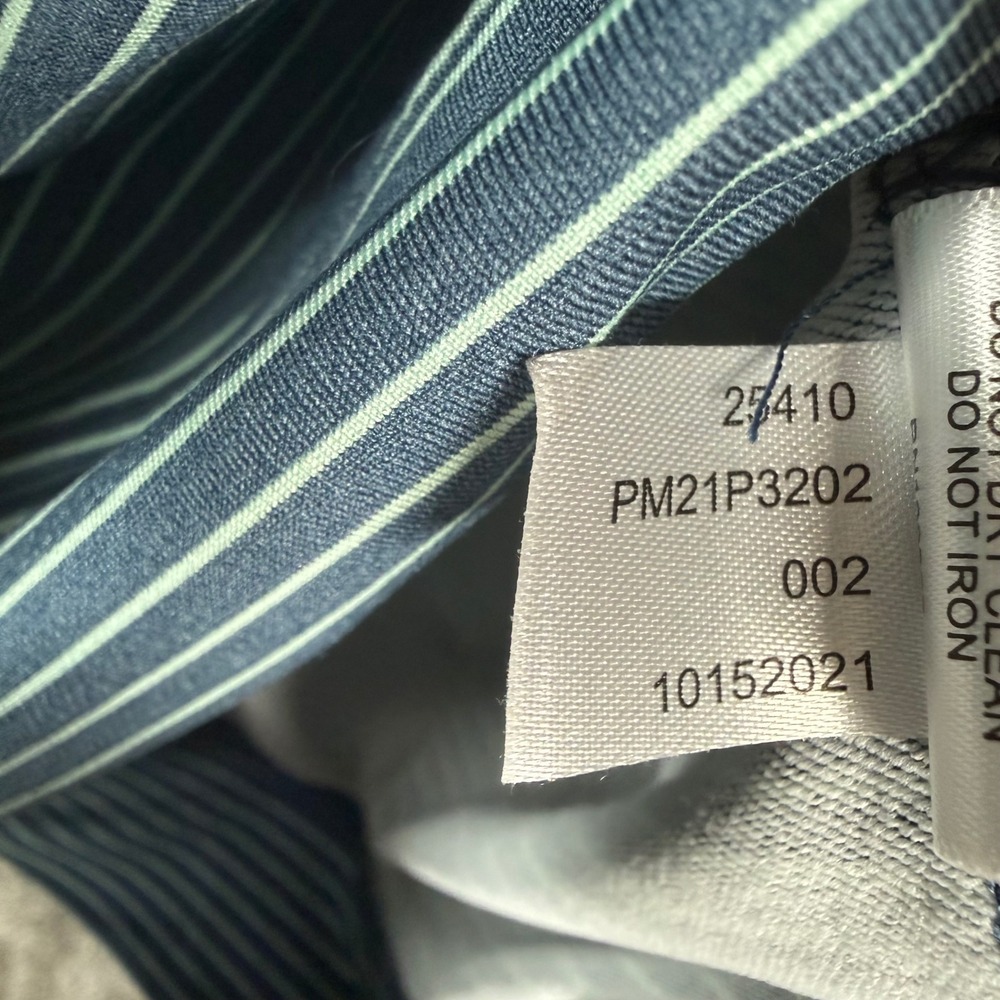 25410
PM21P3202
002
10152021
DO NOT DRY CLEAN
DO NOT IRON